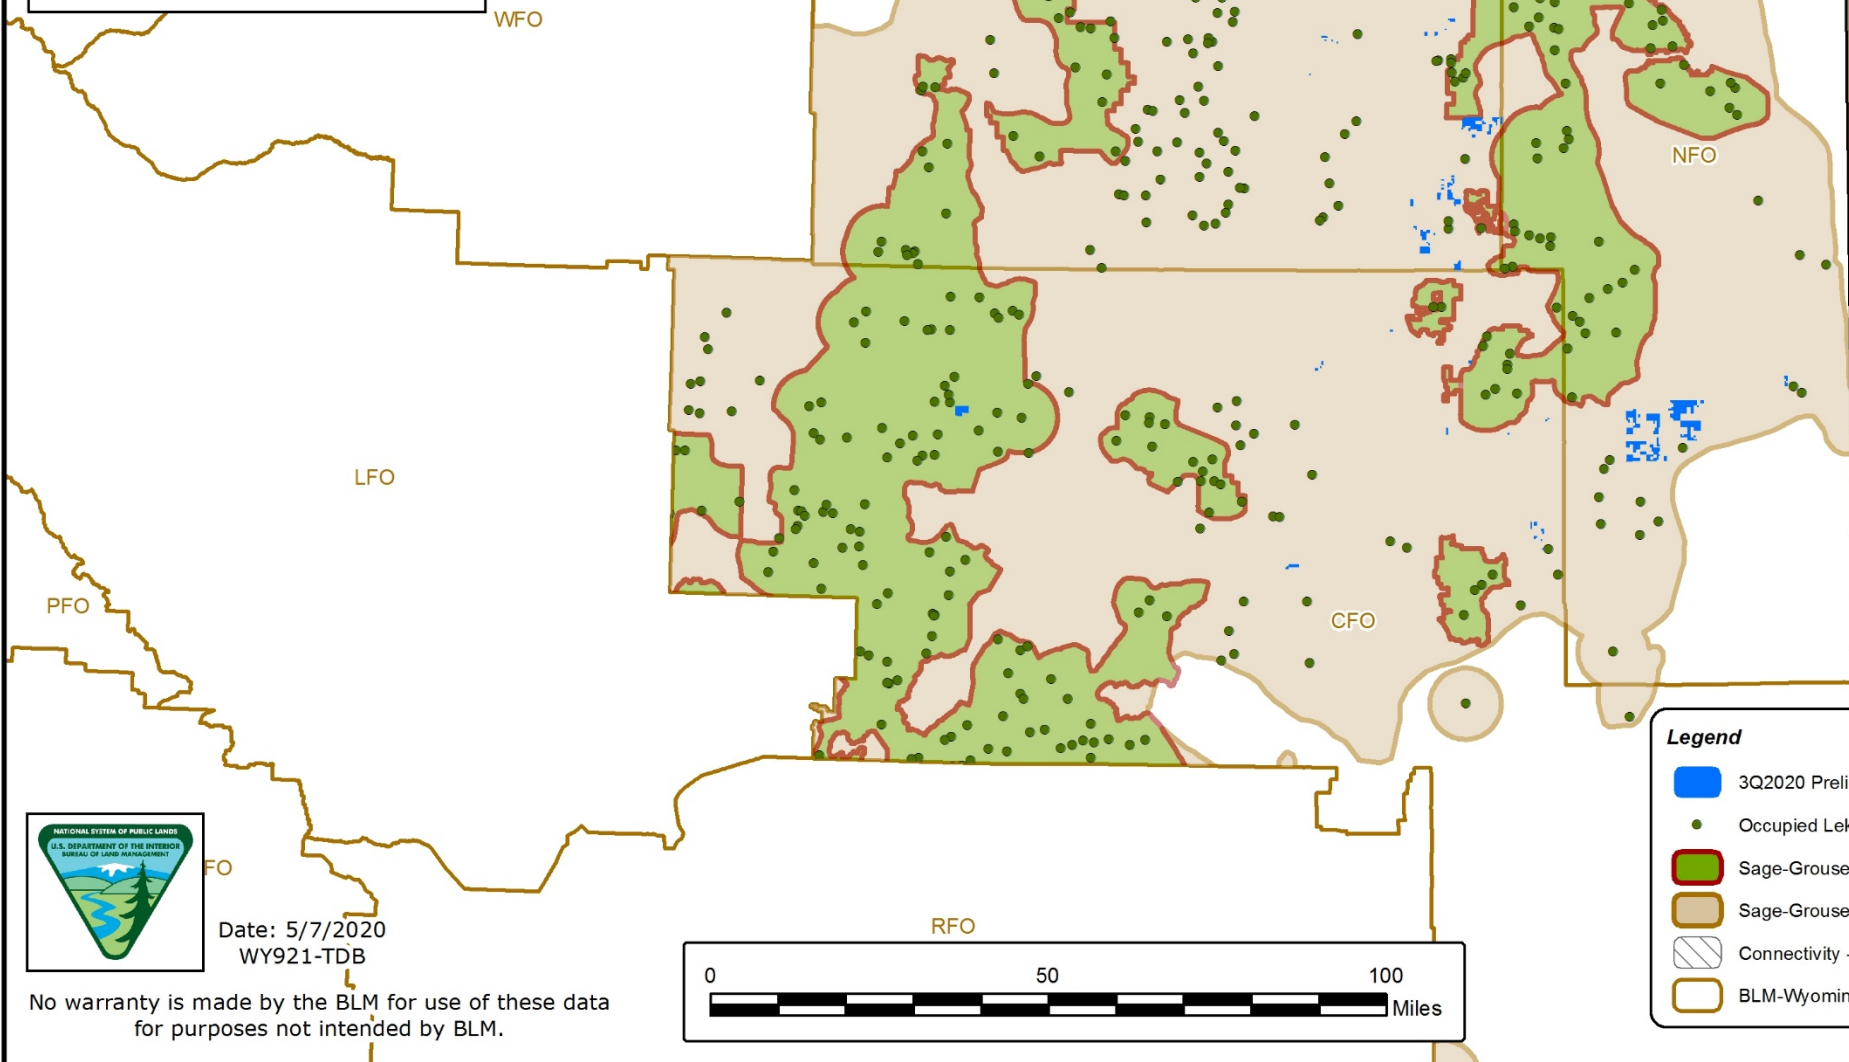 WFO
NFO
LFO
PFO
CFO
Legend
3Q2020 Preli
Occupied Lek
Sage-Grouse
Sage-Grouse
Connectivity -
BLM-Wyomin
NATIONAL SYSTEM OF PUBLIC LANDS
U.S. DEPARTMENT OF THE INTERIOR
BUREAU OF LAND MANAGEMENT
FO
Date: 5/7/2020
WY921-TDB
RFO
0 50 100
Miles
No warranty is made by the BLM for use of these data
for purposes not intended by BLM.